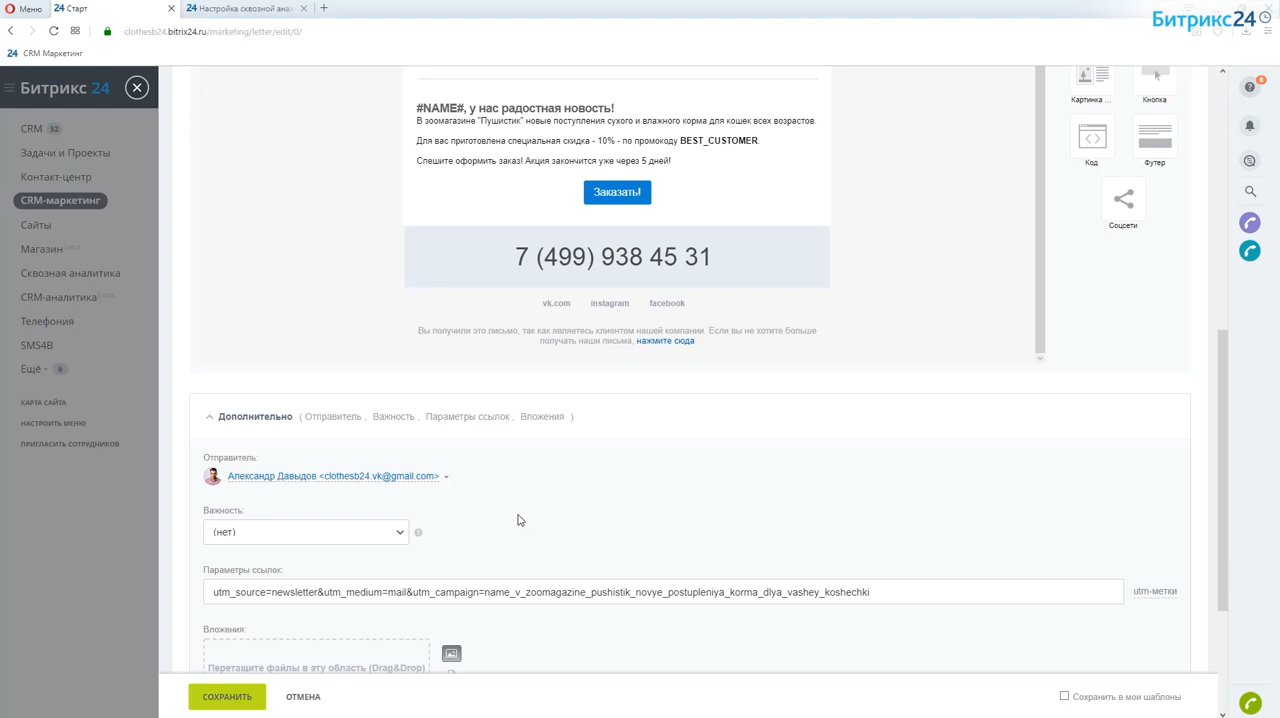 Меню
24 Старт
24 Настройка сквозной анал
Битрикс24
clothesb24.bitrix24.ru/marketing/letter/edit/0/
24 CRM Маркетинг
Битрикс 24
CRM 52
Задачи и Проекты
Контакт-центр
CRM-маркетинг
Сайты
Магазин beta
Сквозная аналитика
CRM-аналитика beta
Телефония
SMS4B
Ещё 6
КАРТА САЙТА
НАСТРОИТЬ МЕНЮ
ПРИГЛАСИТЬ СОТРУДНИКОВ
#NAME#, у нас радостная новость!
В зоомагазине "Пушистик" новые поступления сухого и влажного корма для кошек всех возрастов.
Для вас приготовлена специальная скидка - 10% - по промокоду BEST_CUSTOMER.
Спешите оформить заказ! Акция закончится уже через 5 дней!
Заказать!
7 (499) 938 45 31
vk.com instagram facebook
Вы получили это письмо, так как являетесь клиентом нашей компании. Если вы не хотите больше
получать наши письма, нажмите сюда
Картинка ... Кнопка
Код Футер
Соцсети
8
Дополнительно ( Отправитель , Важность , Параметры ссылок , Вложения )
Отправитель:
Александр Давыдов <clothesb24.vk@gmail.com>
Важность:
(нет)
Параметры ссылок:
utm_source=newsletter&utm_medium=mail&utm_campaign=name_v_zoomagazine_pushistik_novye_postupleniya_korma_dlya_vashey_koshechki
utm-метки
Вложения:
Перетащите файлы в эту область (Drag&Drop)
СОХРАНИТЬ ОТМЕНА
Сохранить в мои шаблоны